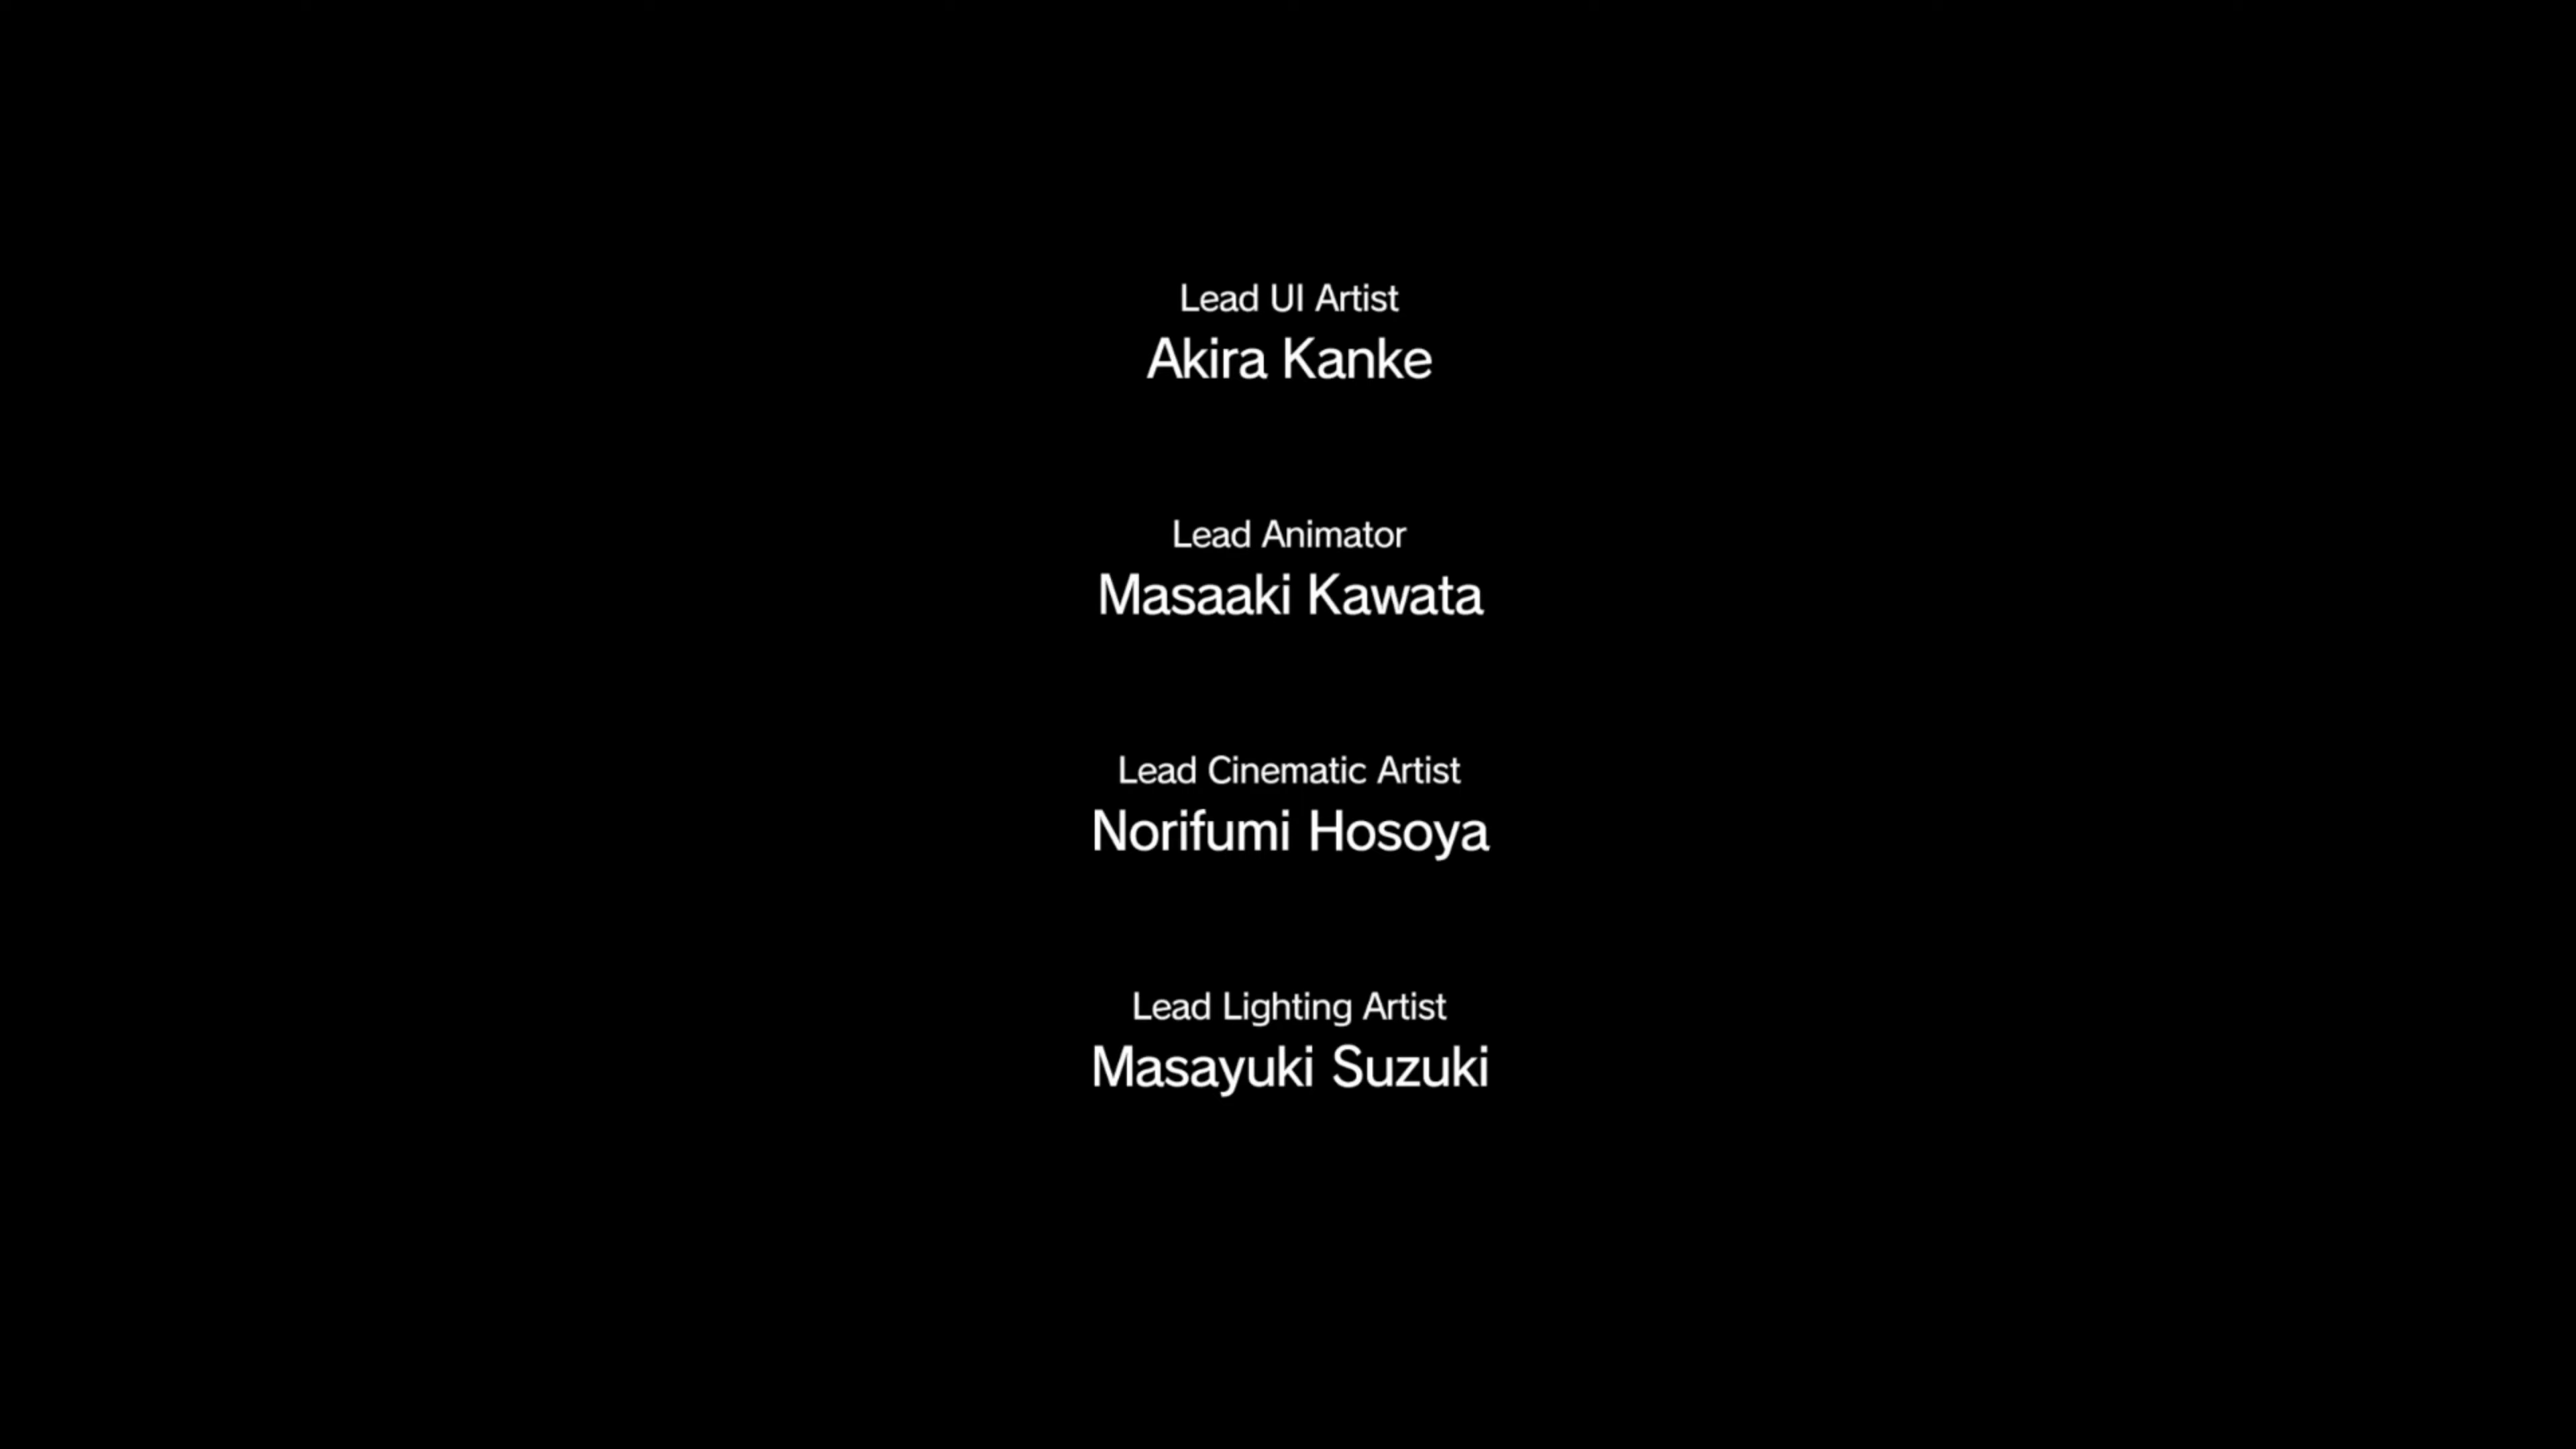 Lead UI Artist
Akira Kanke
Lead Animator
Masaaki Kawata
Lead Cinematic Artist
Norifumi Hosoya
Lead Lighting Artist
Masayuki Suzuki